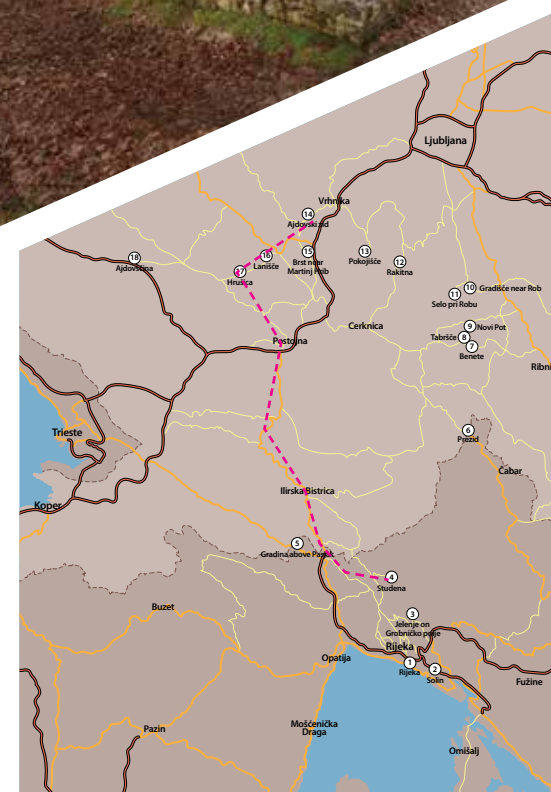 Ljubljana
Vrhnika
14
Ajdovski zid
18
Ajdovščina
17
Hrušica
16
Lanišče
15
Brst near
Martinj Hrib
13
Pokojišče
12
Rakitna
10
Gradišče near Rob
11
Selo pri Robu
9
Novi Pot
8
Tabršče
7
Benete
Cerknica
Postojna
Ribni
Trieste
6
Prezid
Čabar
Koper
Ilirska Bistrica
5
Gradina above Pasjak
4
Studena
Buzet
3
Jelenje on
Grobničko polje
Rijeka
Opatija
1
Rijeka
2
Solin
Fužine
Pazin
Mošćenička
Draga
Omišalj